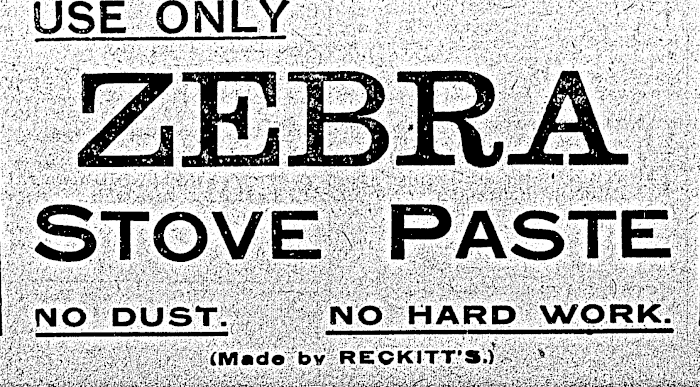 USE ONLY
ZEBRA
STOVE PASTE
NO DUST. NO HARD WORK.
(Made by RECKITT'S.)